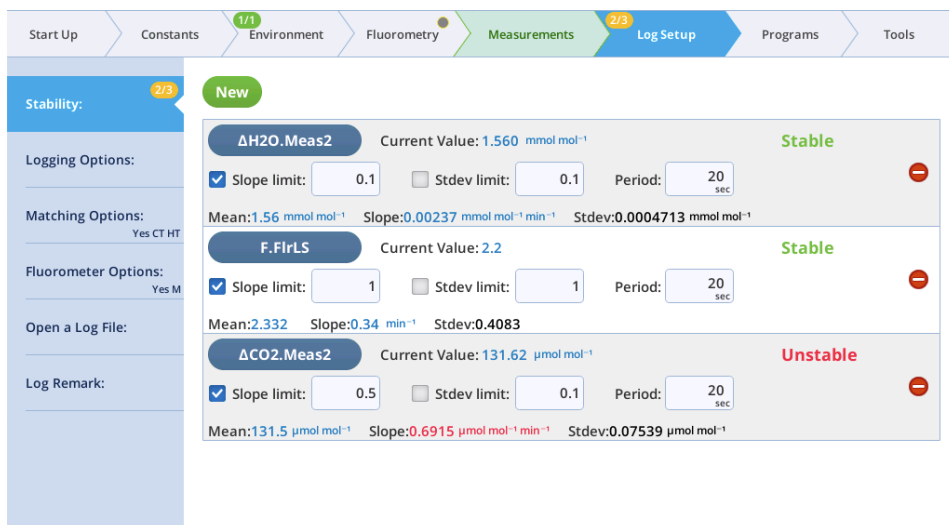 Start Up Constants 1/1 Environment Fluorometry Measurements 2/3 Log Setup Programs Tools
Stability: 2/3
Logging Options:
Matching Options:
Yes CT HT
Fluorometer Options:
Yes M
Open a Log File:
Log Remark:
New
ΔH2O.Meas2 Current Value: 1.560 mmol mol⁻¹ Stable
Slope limit: 0.1 Stdev limit: 0.1 Period: 20 sec
Mean:1.56 mmol mol⁻¹ Slope:0.00237 mmol mol⁻¹ min⁻¹ Stdev:0.0004713 mmol mol⁻¹
F.FlrLS Current Value: 2.2 Stable
Slope limit: 1 Stdev limit: 1 Period: 20 sec
Mean:2.332 Slope:0.34 min⁻¹ Stdev:0.4083
ΔCO2.Meas2 Current Value: 131.62 µmol mol⁻¹ Unstable
Slope limit: 0.5 Stdev limit: 0.1 Period: 20 sec
Mean:131.5 µmol mol⁻¹ Slope:0.6915 µmol mol⁻¹ min⁻¹ Stdev:0.07539 µmol mol⁻¹